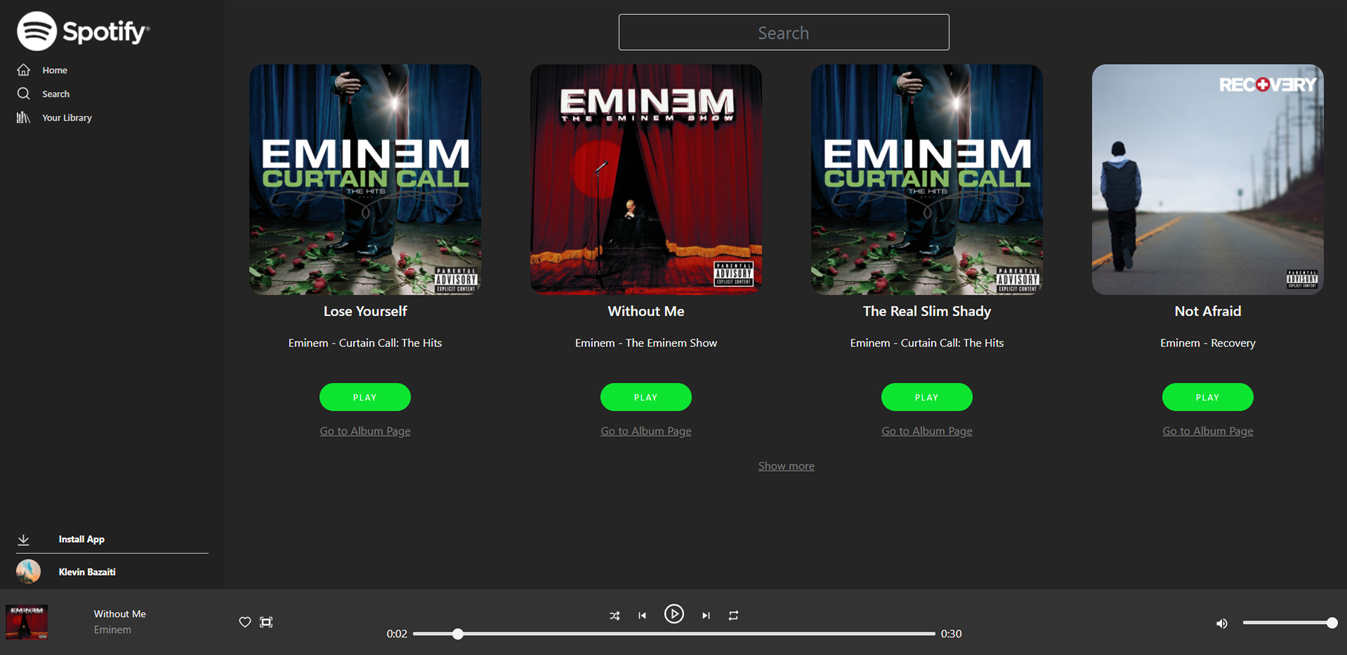 Spotify®
Home
Search
Your Library
Install App
Klevin Bazaiti
Search
EMINEM
CURTAIN CALL
THE HITS
PARENTAL
ADVISORY
EXPLICIT CONTENT
Lose Yourself
Eminem - Curtain Call: The Hits
PLAY
Go to Album Page
EMINEM
THE EMINEM SHOW
PARENTAL
ADVISORY
EXPLICIT CONTENT
Without Me
Eminem - The Eminem Show
PLAY
Go to Album Page
EMINEM
CURTAIN CALL
THE HITS
PARENTAL
ADVISORY
EXPLICIT CONTENT
The Real Slim Shady
Eminem - Curtain Call: The Hits
PLAY
Go to Album Page
RECOVERY
PARENTAL
ADVISORY
EXPLICIT CONTENT
Not Afraid
Eminem - Recovery
PLAY
Go to Album Page
Show more
EMINEM
Without Me
Eminem
0:02
0:30